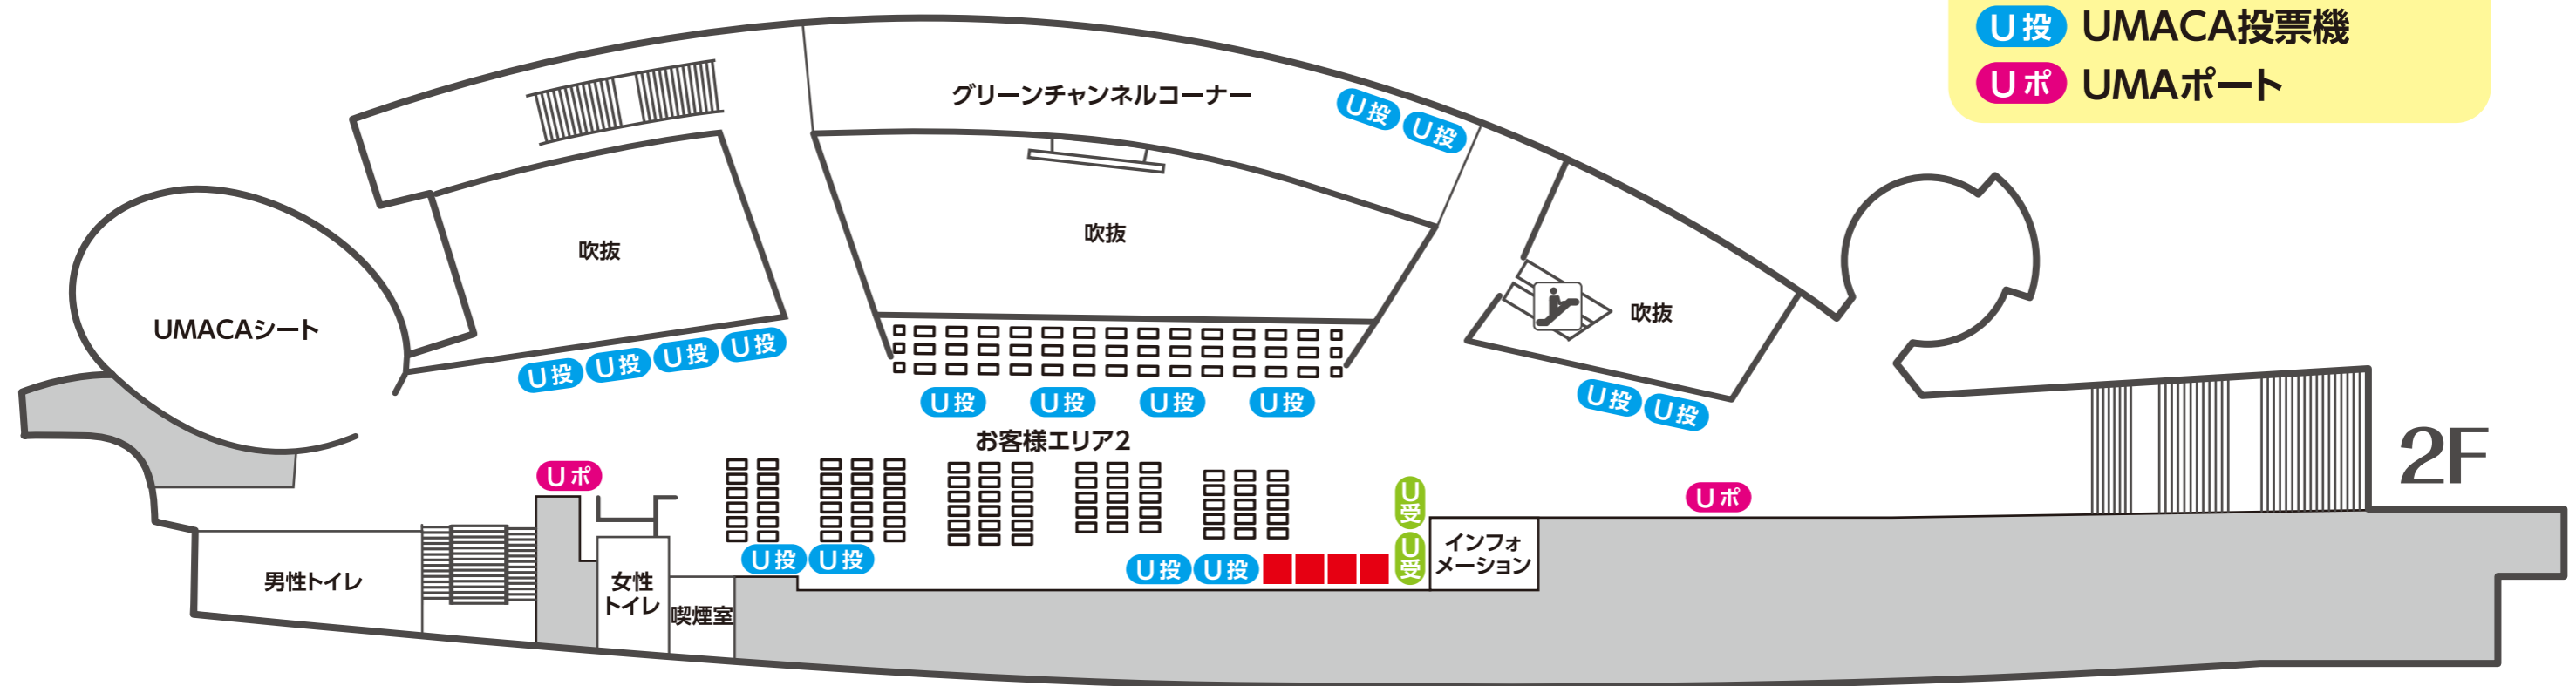 U投 UMACA投票機
Uポ UMAポート
グリーンチャンネルコーナー
U投 U投
吹抜
吹抜
吹抜
UMACAシート
U投 U投 U投 U投
U投 U投 U投 U投
U投 U投
お客様エリア2
2F
Uポ
U受
Uポ
U受
インフォ
メーション
U投 U投
U投 U投
男性トイレ
女性
トイレ
喫煙室